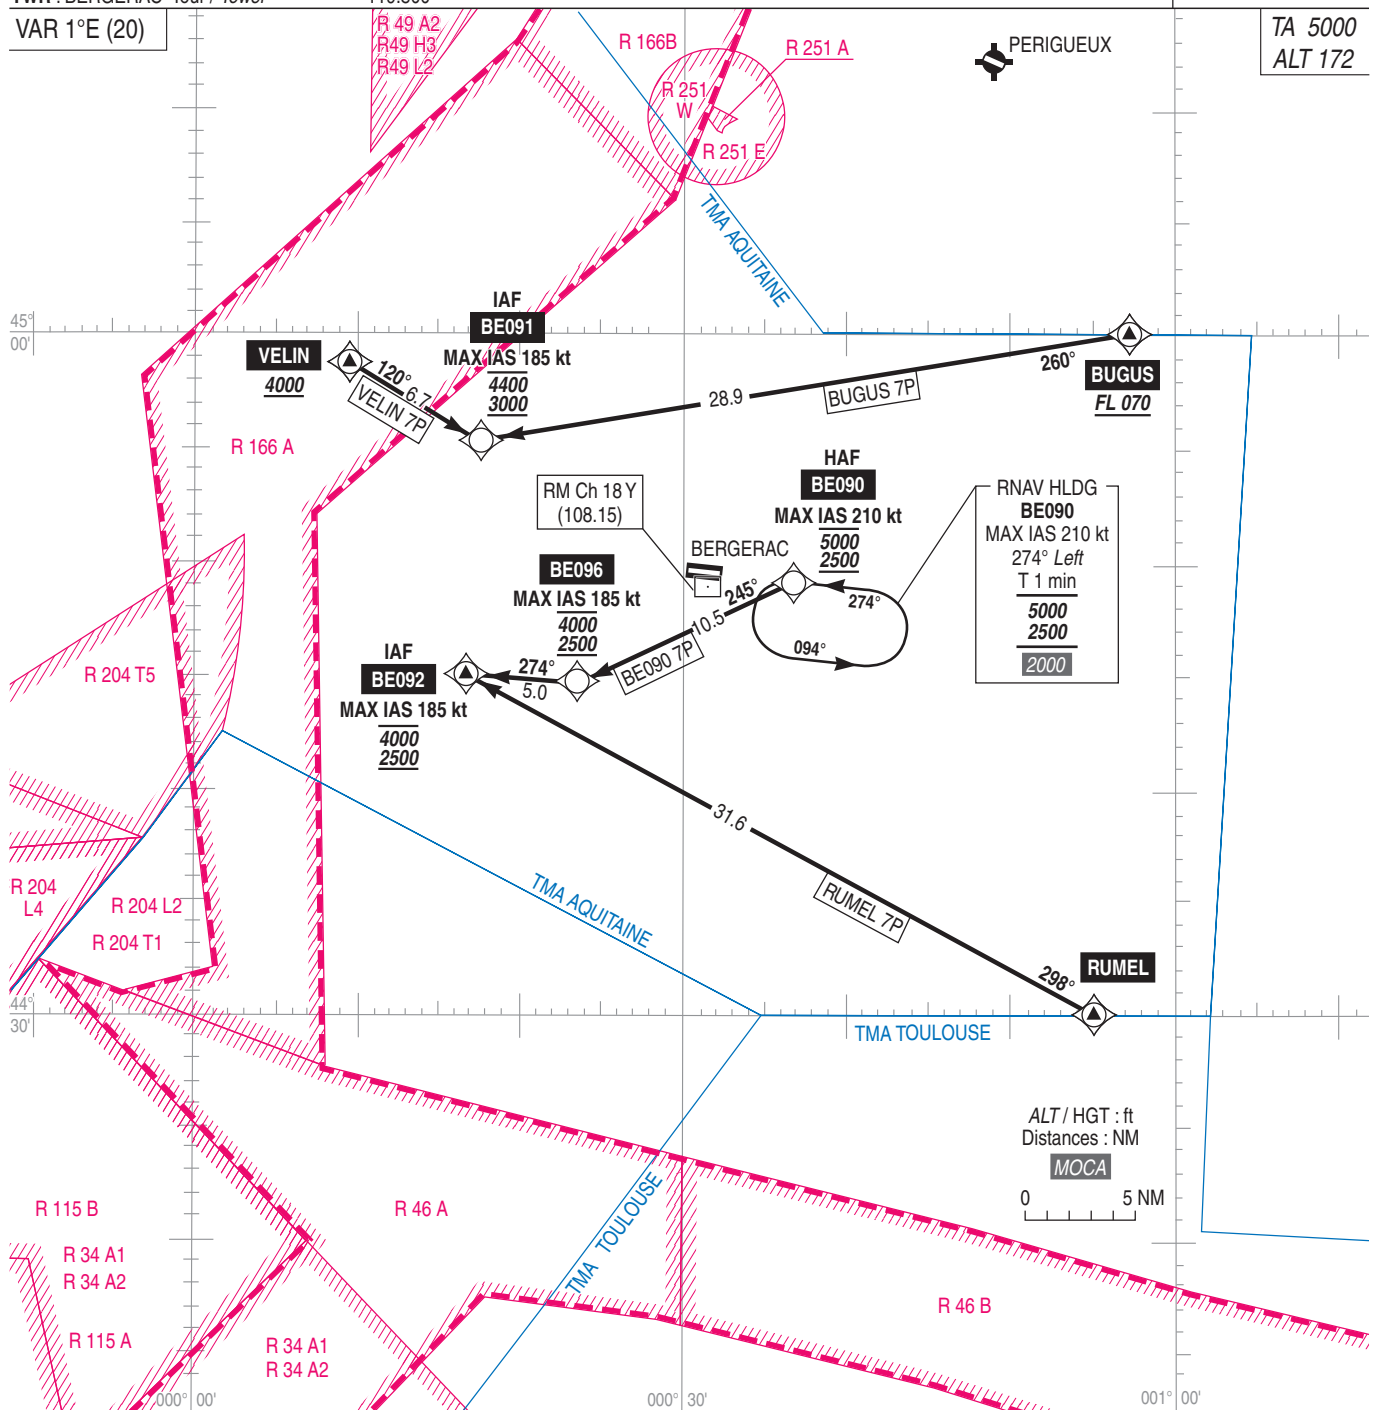 VAR 1°E (20)
TA 5000
ALT 172
R 49 A2
R49 H3
R49 L2
R 166B
R 251 A
R 251
W
R 251 E
PERIGUEUX
TMA AQUITAINE
45°
00'
IAF
BE091
MAX IAS 185 kt
4400
3000
VELIN
4000
120°
6.7
VELIN 7P
28.9
BUGUS 7P
260°
BUGUS
FL 070
R 166 A
RM Ch 18 Y
(108.15)
HAF
BE090
MAX IAS 210 kt
5000
2500
RNAV HLDG
BE090
MAX IAS 210 kt
274° Left
T 1 min
5000
2500
2000
BERGERAC
BE096
MAX IAS 185 kt
4000
2500
245°
10.5
BE090 7P
274°
094°
IAF
BE092
MAX IAS 185 kt
4000
2500
274°
5.0
R 204 T5
31.6
RUMEL 7P
R 204
L4
R 204 L2
R 204 T1
TMA AQUITAINE
298°
RUMEL
44°
30'
TMA TOULOUSE
ALT / HGT : ft
Distances : NM
MOCA
0 5 NM
R 115 B
R 34 A1
R 34 A2
R 115 A
R 46 A
TMA TOULOUSE
R 46 B
R 34 A1
R 34 A2
000° 00'
000° 30'
001° 00'